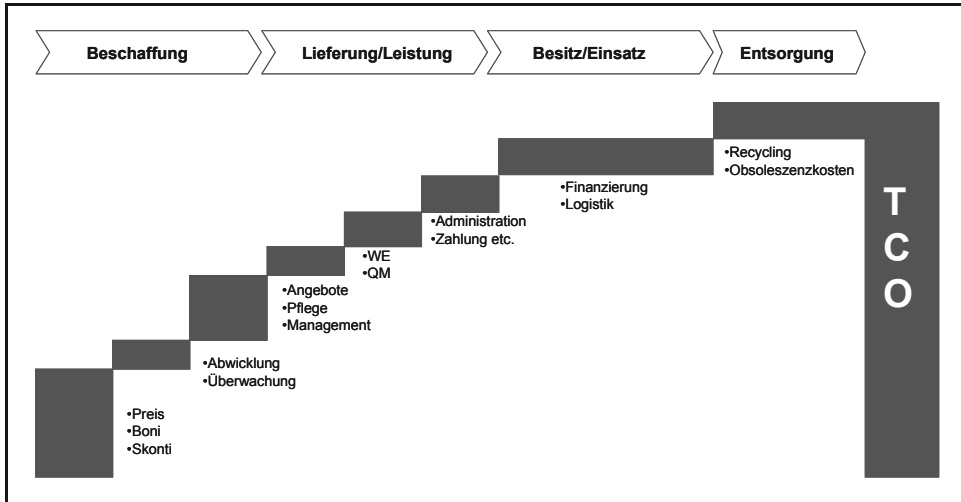 Beschaffung
Lieferung/Leistung
Besitz/Einsatz
Entsorgung
•Recycling
•Obsoleszenzkosten
•Finanzierung
•Logistik
•Administration
•Zahlung etc.
•WE
•QM
•Angebote
•Pflege
•Management
•Abwicklung
•Überwachung
•Preis
•Boni
•Skonti
T
C
O